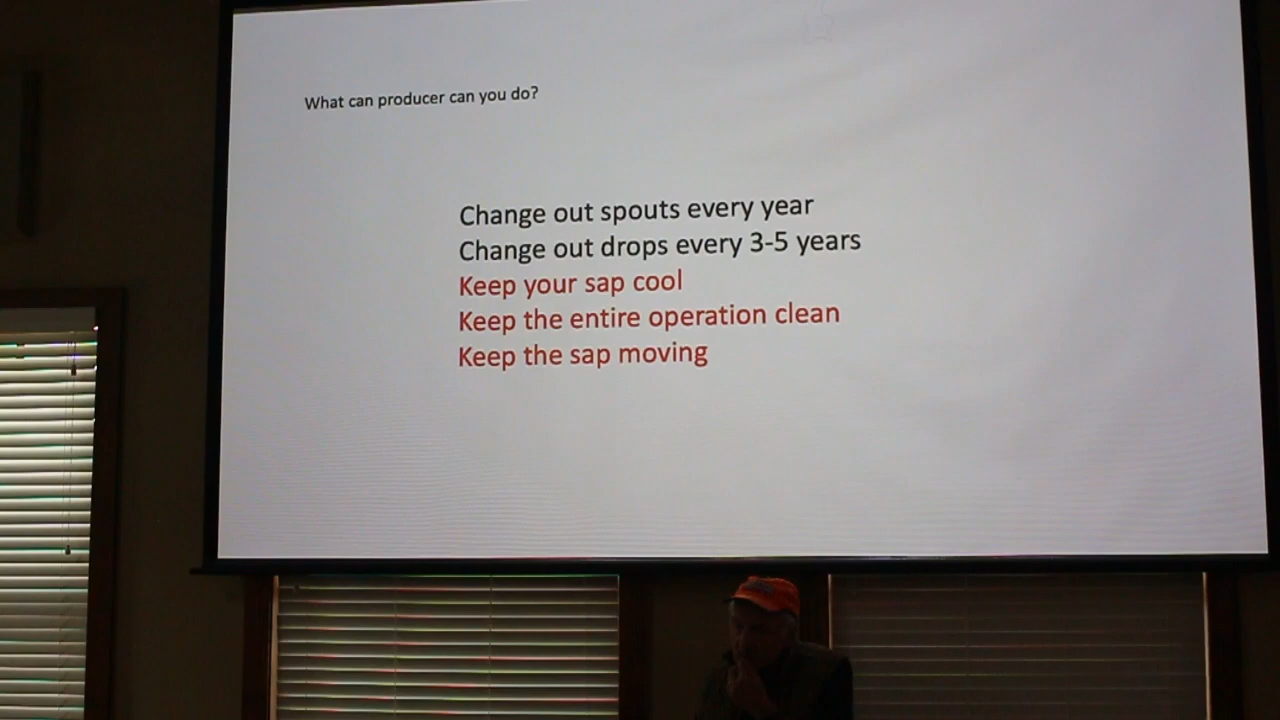 What can producer can you do?
Change out spouts every year
Change out drops every 3-5 years
Keep your sap cool
Keep the entire operation clean
Keep the sap moving